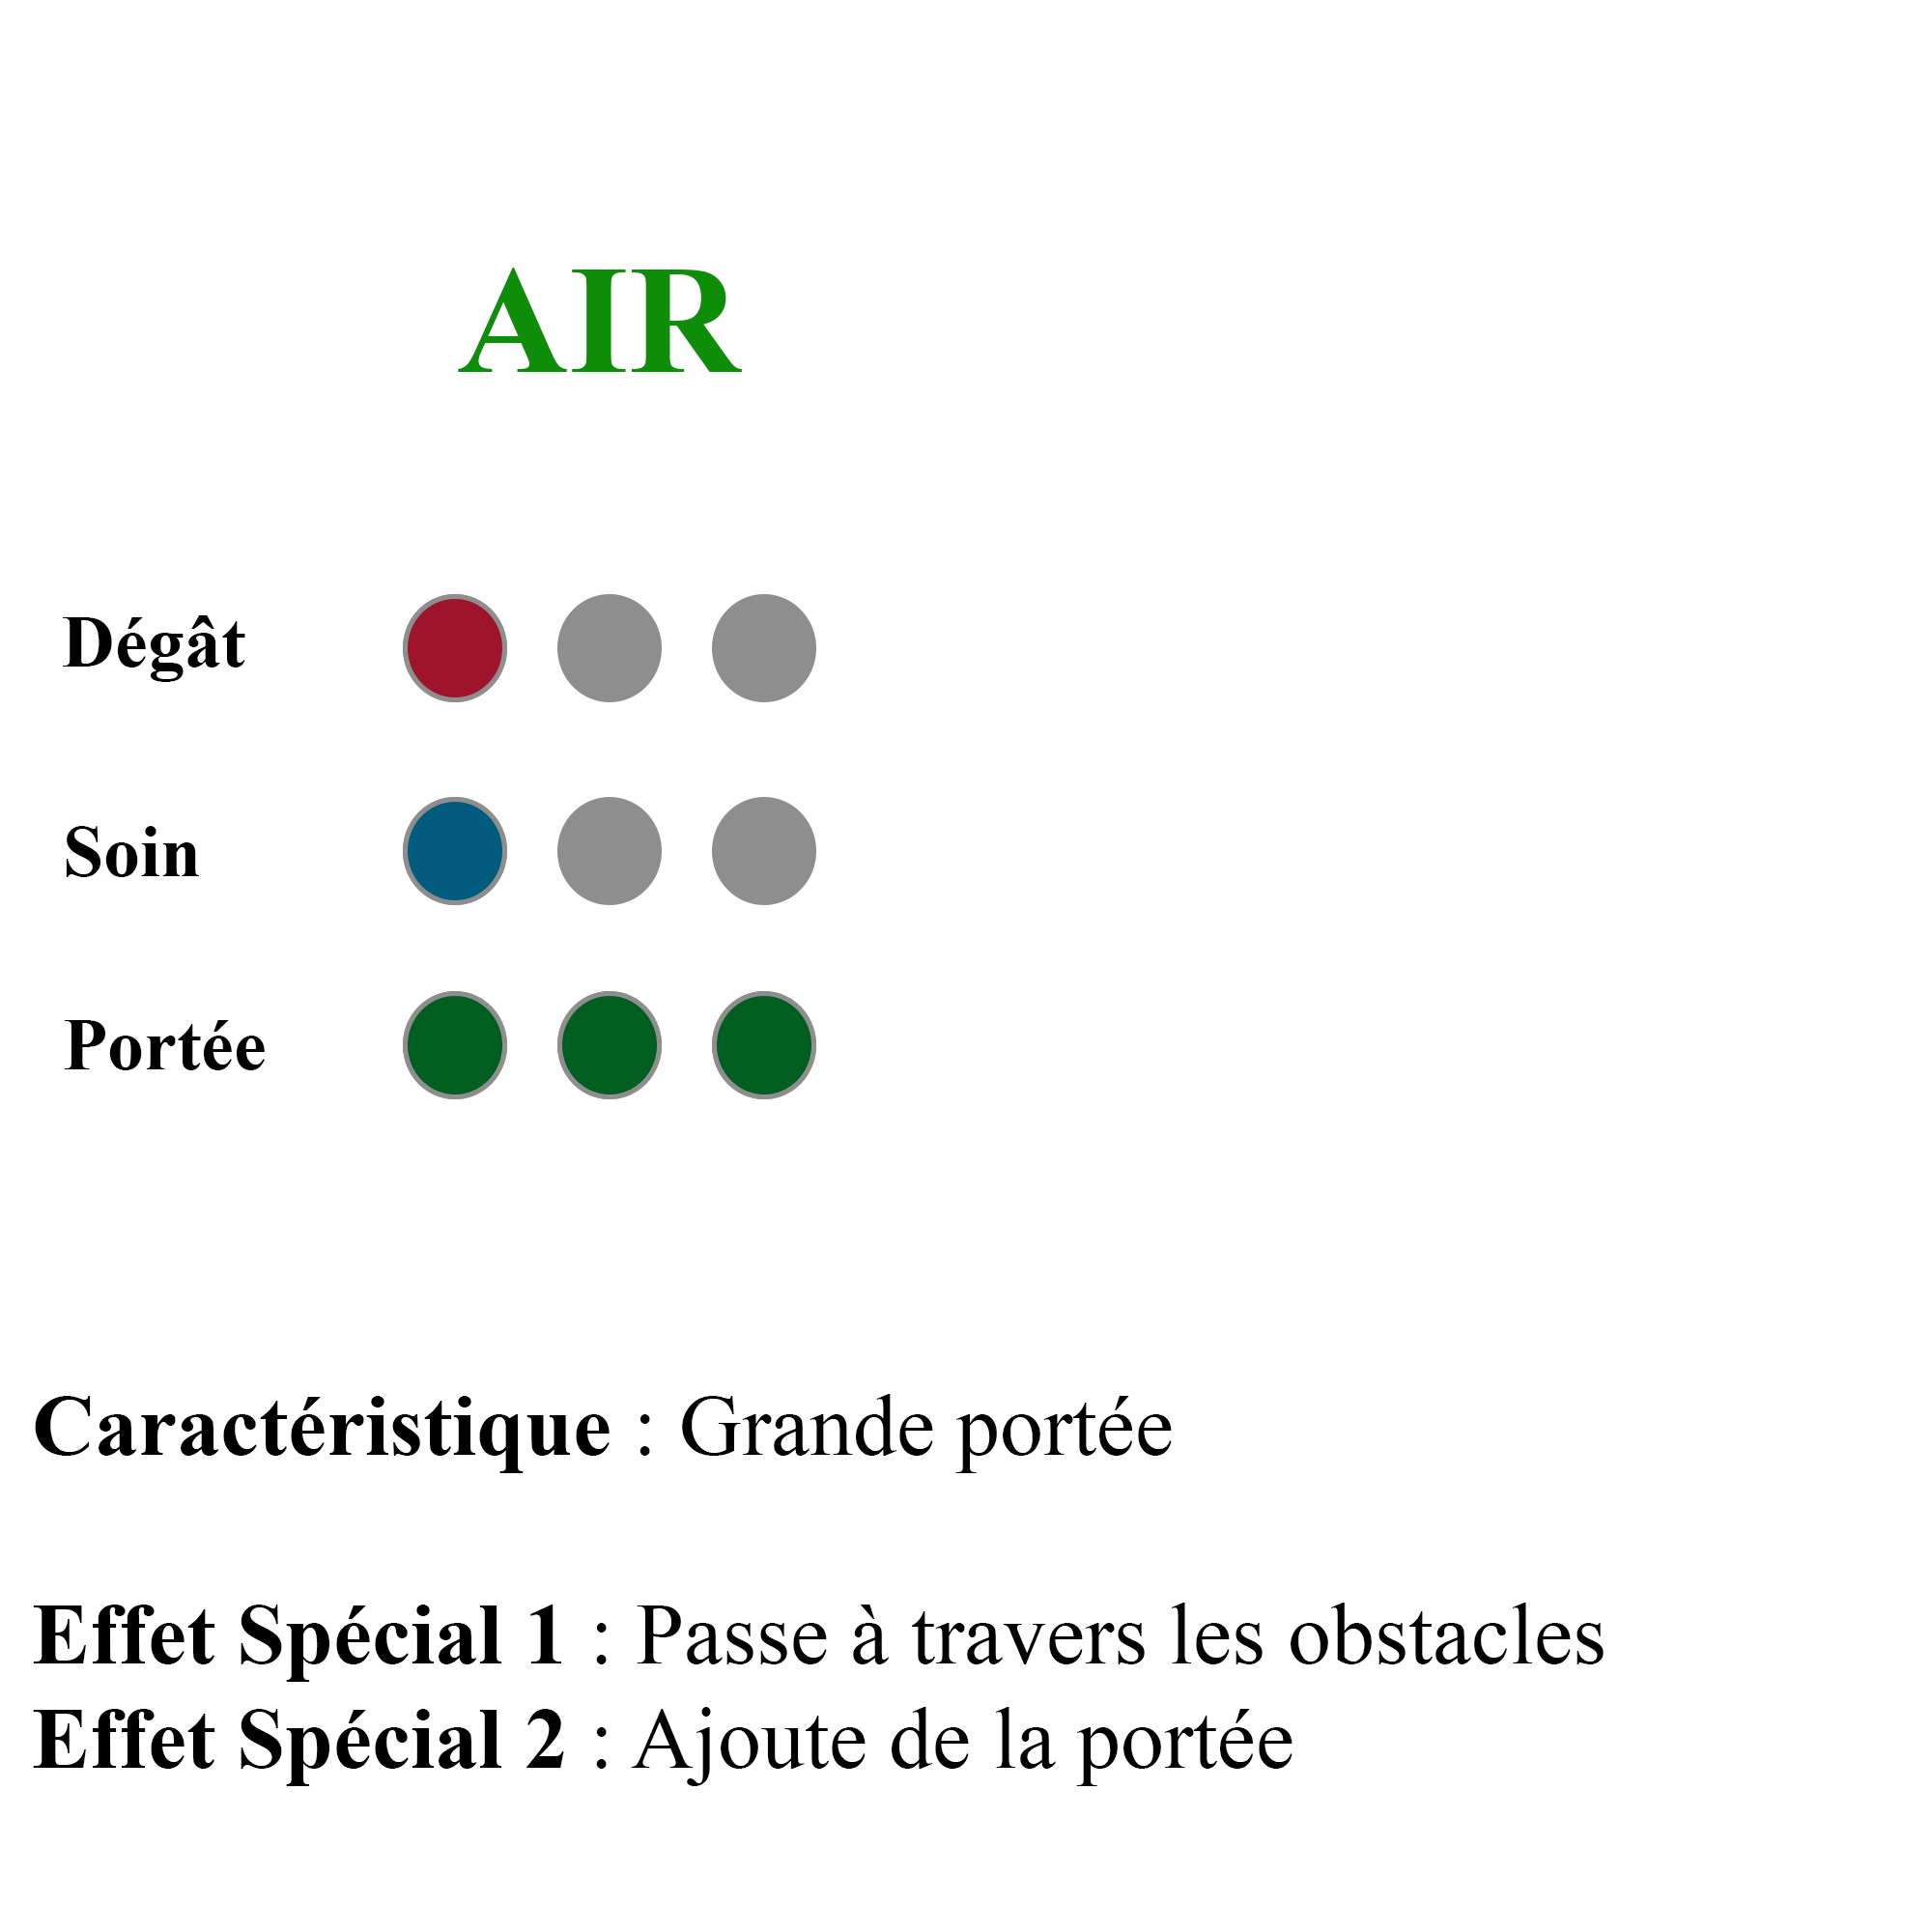 AIR
Dégât
Soin
Portée
Caractéristique : Grande portée
Effet Spécial 1 : Passe à travers les obstacles
Effet Spécial 2 : Ajoute de la portée